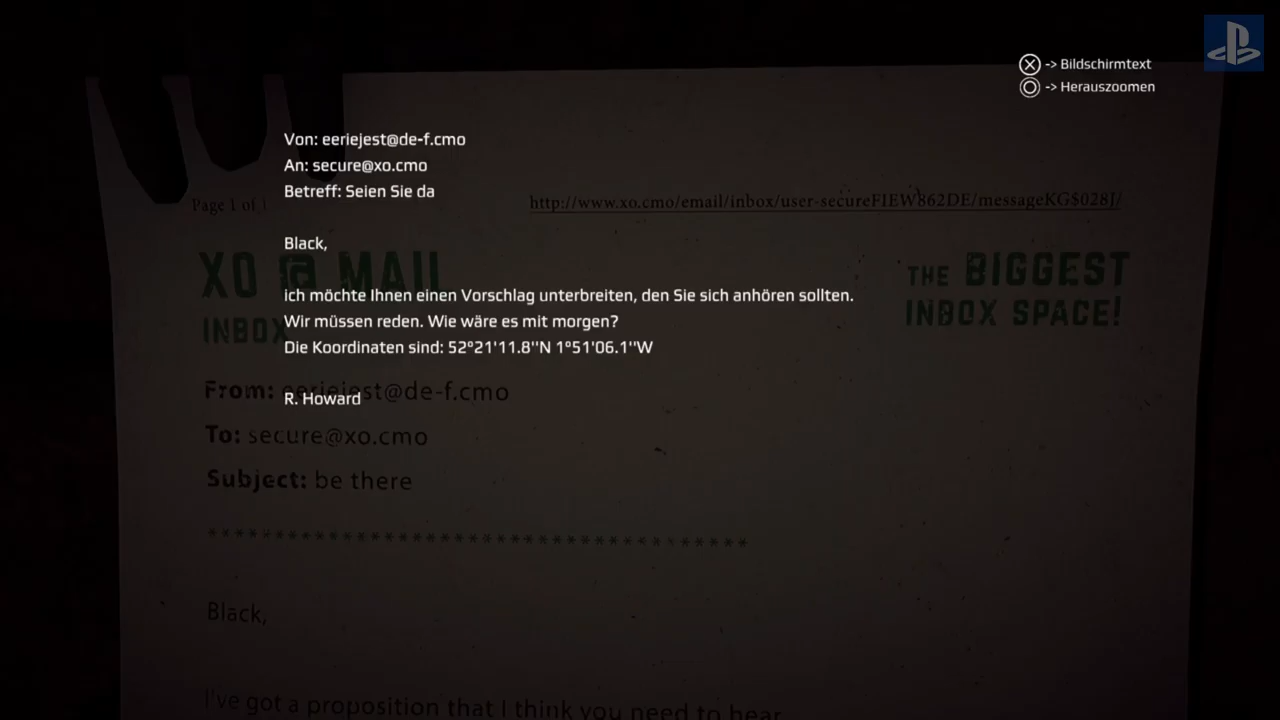 -> Bildschirmtext
-> Herauszoomen
Von: eeriejest@de-f.cmo
An: secure@xo.cmo
Betreff: Seien Sie da
Page 1 of 1
http://www.xo.cmo/email/inbox/user-secureFIEW862DE/messageKG$028J/
Black,
XO @ MAIL
INBOX
THE BIGGEST
INBOX SPACE!
ich möchte Ihnen einen Vorschlag unterbreiten, den Sie sich anhören sollten.
Wir müssen reden. Wie wäre es mit morgen?
Die Koordinaten sind: 52°21'11.8''N 1°51'06.1''W
R. Howard
From: eeriejest@de-f.cmo
To: secure@xo.cmo
Subject: be there
****************************************
Black,
I've got a proposition that I think you need to hear